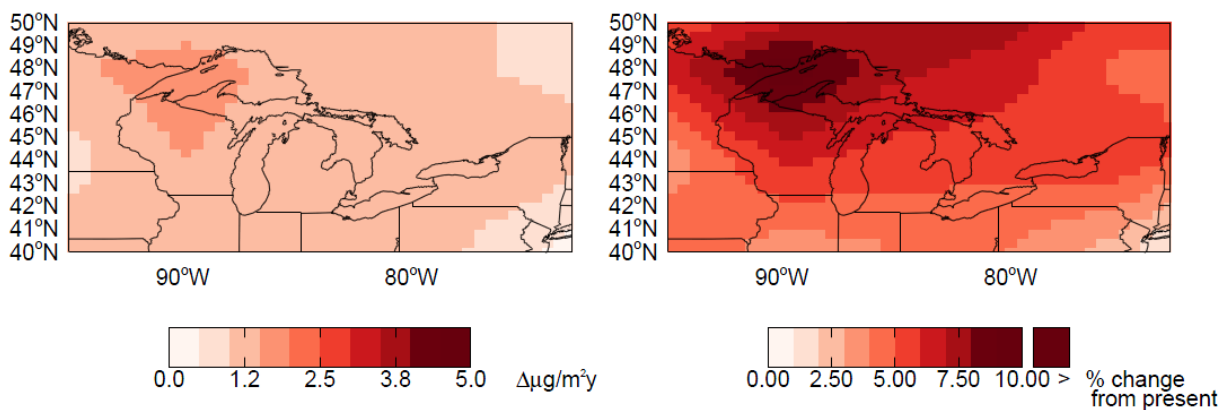 50°N
49°N
48°N
47°N
46°N
45°N
44°N
43°N
42°N
41°N
40°N
90°W 80°W
0.0 1.2 2.5 3.8 5.0 Δµg/m²y
50°N
49°N
48°N
47°N
46°N
45°N
44°N
43°N
42°N
41°N
40°N
90°W 80°W
0.00 2.50 5.00 7.50 10.00 > % change
from present